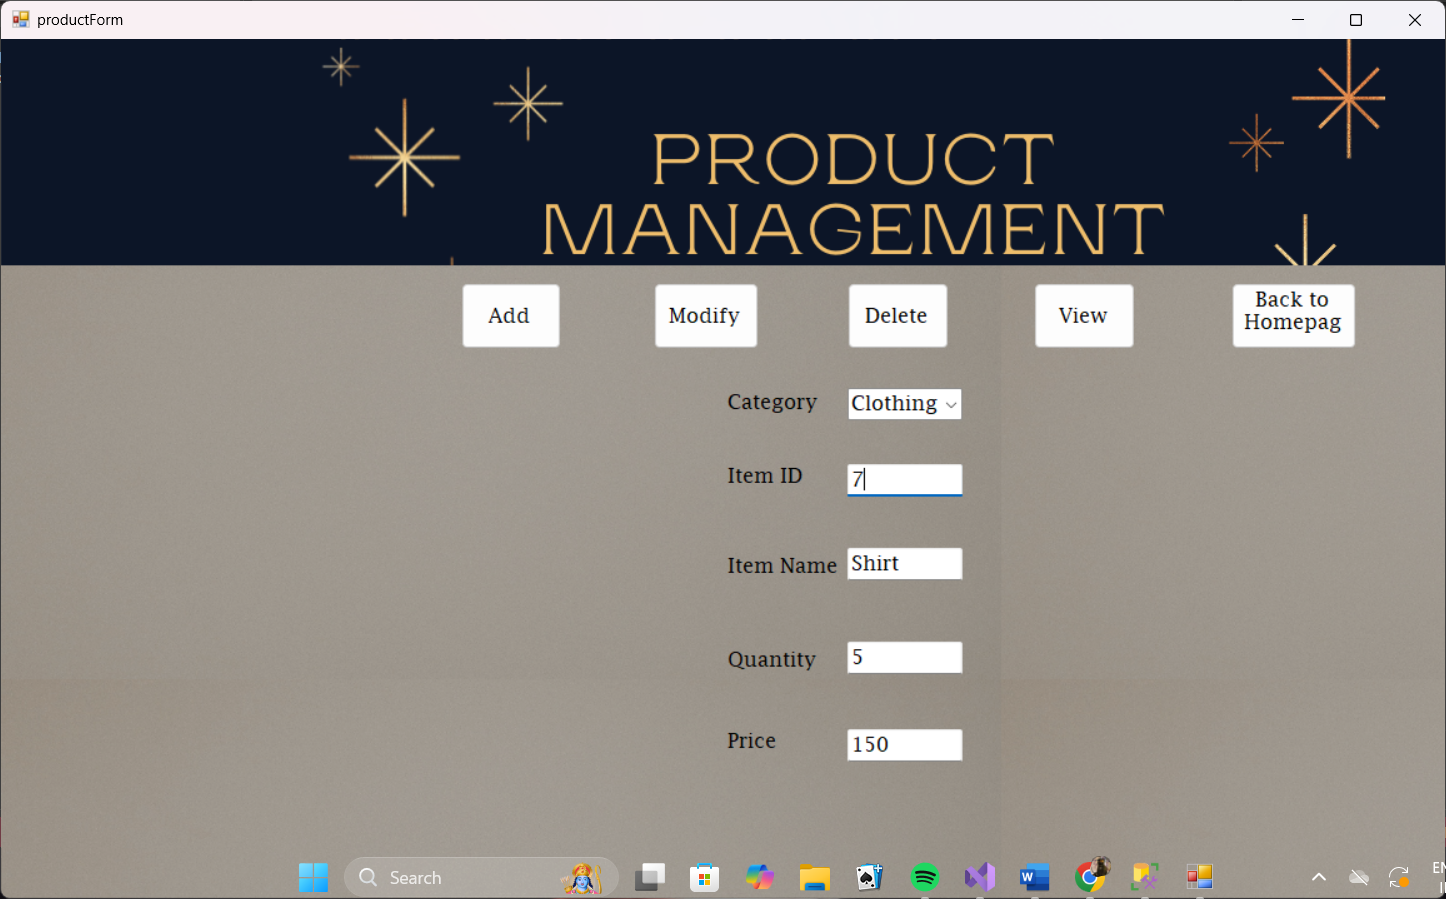 productForm
PRODUCT
MANAGEMENT
Add
Modify
Delete
View
Back to
Homepag
Category
Clothing
Item ID
7
Item Name
Shirt
Quantity
5
Price
150
Search